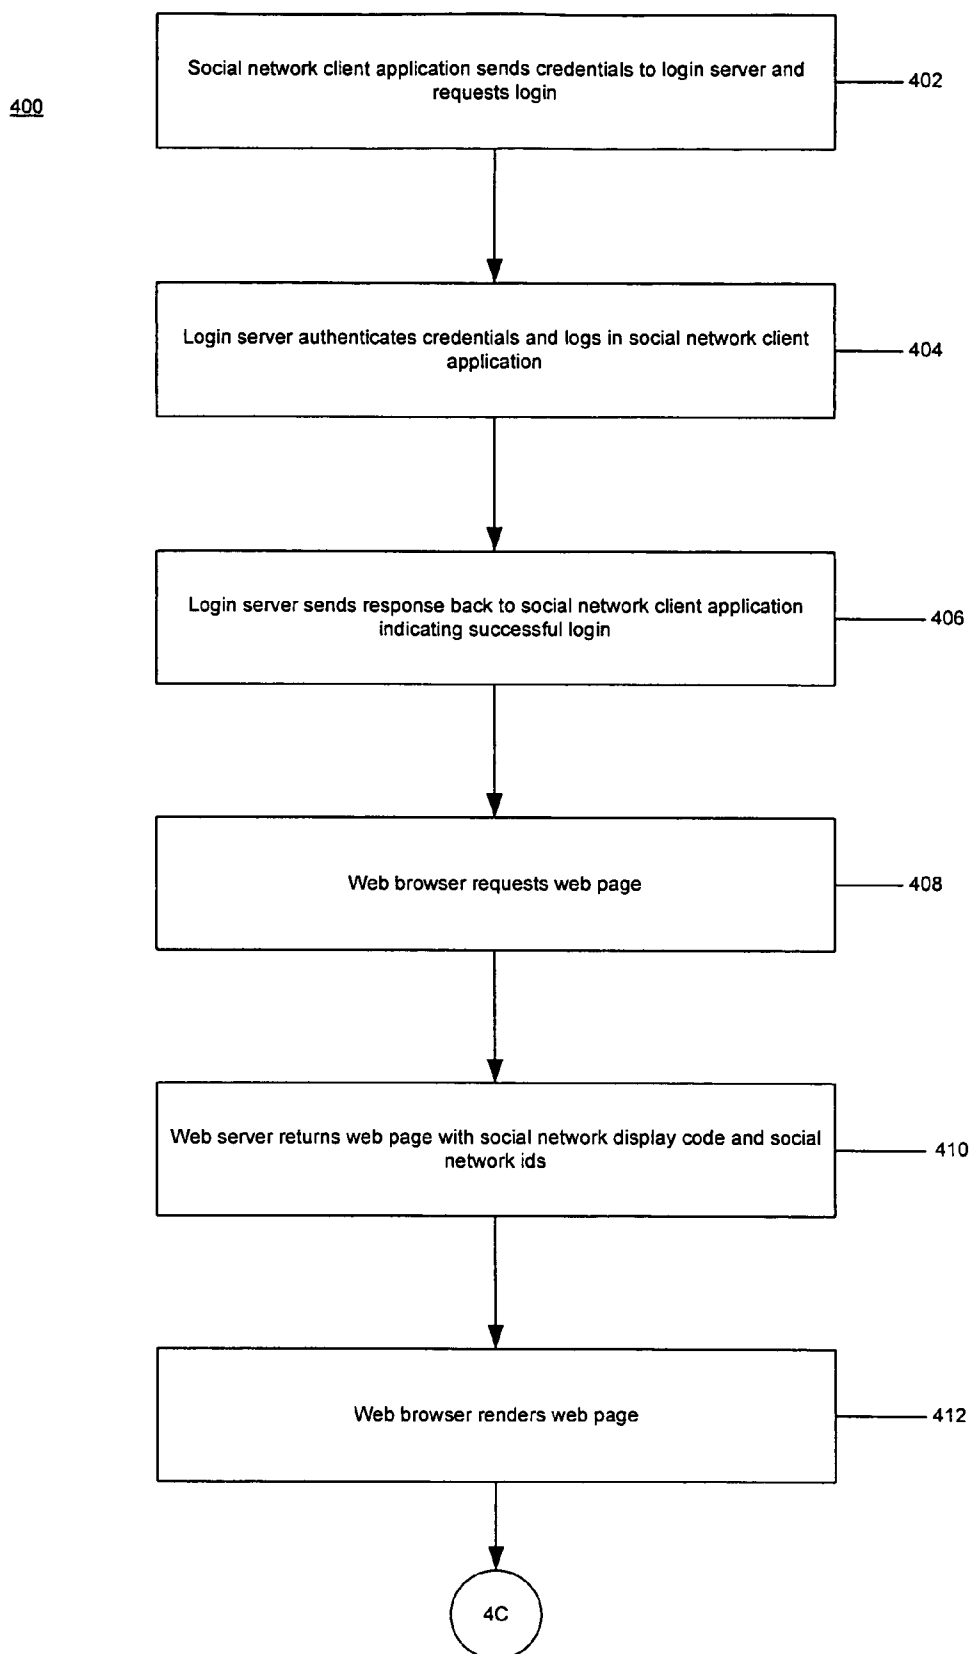 400
Social network client application sends credentials to login server and
requests login
402
Login server authenticates credentials and logs in social network client
application
404
Login server sends response back to social network client application
indicating successful login
406
Web browser requests web page
408
Web server returns web page with social network display code and social
network ids
410
Web browser renders web page
412
4C